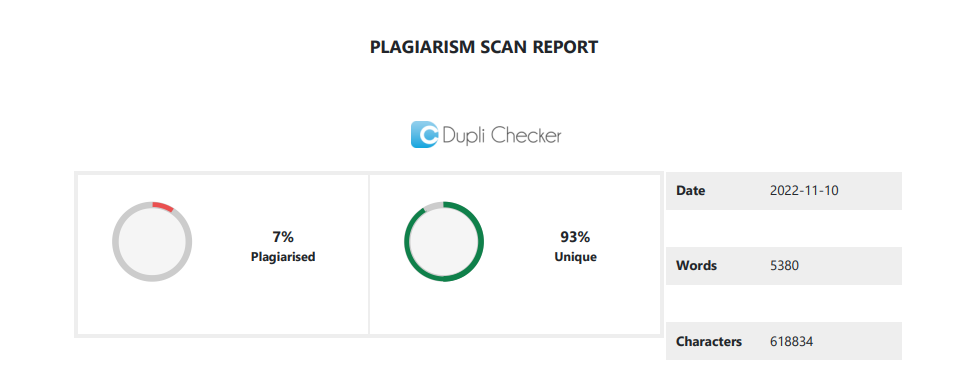 PLAGIARISM SCAN REPORT
Dupli Checker
7%
Plagiarised
93%
Unique
Date 2022-11-10
Words 5380
Characters 618834